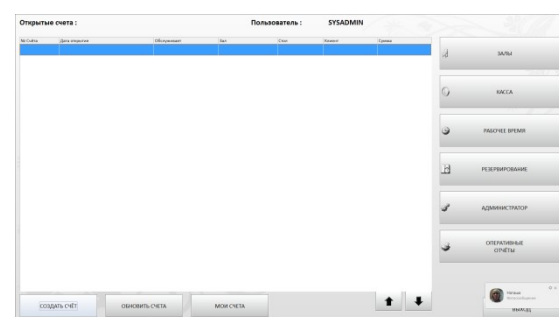 Открытые счета :
Пользователь : SYSADMIN
№ Счёта Дата открытия Обслуживает Зал Стол Клиент Сумма
ЗАЛЫ
КАССА
РАБОЧЕЕ ВРЕМЯ
РЕЗЕРВИРОВАНИЕ
АДМИНИСТРАТОР
ОПЕРАТИВНЫЕ
ОТЧЁТЫ
СОЗДАТЬ СЧЁТ
ОБНОВИТЬ СЧЕТА
МОИ СЧЕТА